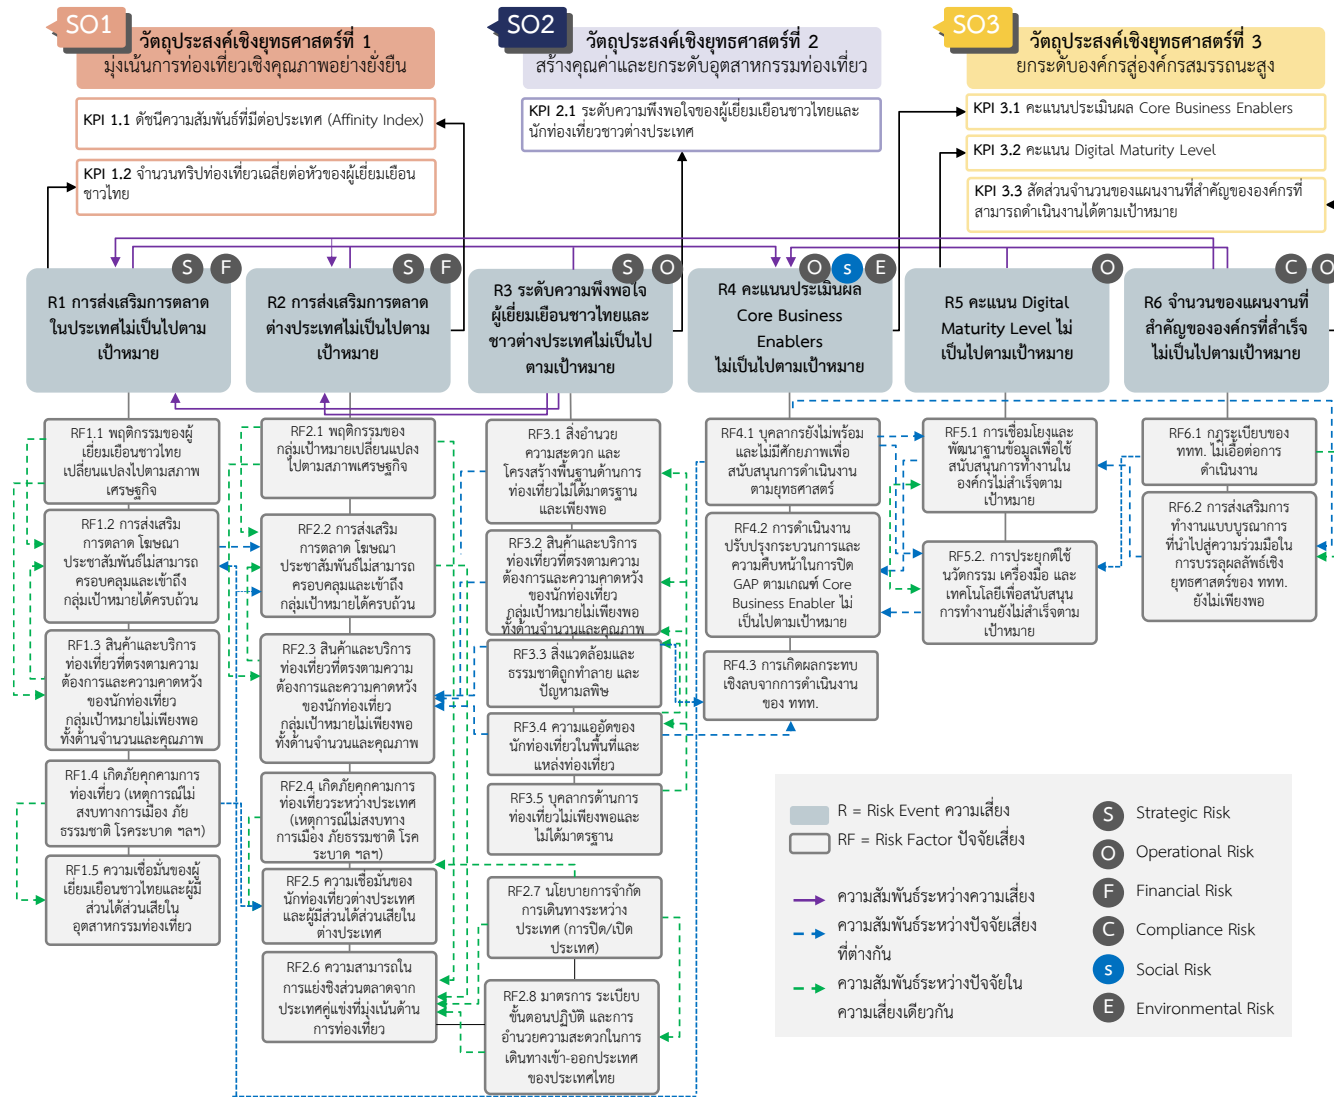 SO1
วัตถุประสงค์เชิงยุทธศาสตร์ที่ 1
มุ่งเน้นการท่องเที่ยวเชิงคุณภาพอย่างยั่งยืน
SO2
วัตถุประสงค์เชิงยุทธศาสตร์ที่ 2
สร้างคุณค่าและยกระดับอุตสาหกรรมท่องเที่ยว
SO3
วัตถุประสงค์เชิงยุทธศาสตร์ที่ 3
ยกระดับองค์กรสู่องค์กรสมรรถนะสูง
KPI 1.1 ดัชนีความสัมพันธ์ที่มีต่อประเทศ (Affinity Index)
KPI 1.2 จำนวนทริปท่องเที่ยวเฉลี่ยต่อหัวของผู้เยี่ยมเยือน
ชาวไทย
KPI 2.1 ระดับความพึงพอใจของผู้เยี่ยมเยือนชาวไทยและ
นักท่องเที่ยวชาวต่างประเทศ
KPI 3.1 คะแนนประเมินผล Core Business Enablers
KPI 3.2 คะแนน Digital Maturity Level
KPI 3.3 สัดส่วนจำนวนของแผนงานที่สำคัญขององค์กรที่
สามารถดำเนินงานได้ตามเป้าหมาย
S F
R1 การส่งเสริมการตลาด
ในประเทศไม่เป็นไปตาม
เป้าหมาย
S F
R2 การส่งเสริมการตลาด
ต่างประเทศไม่เป็นไปตาม
เป้าหมาย
S O
R3 ระดับความพึงพอใจ
ผู้เยี่ยมเยือนชาวไทยและ
ชาวต่างประเทศไม่เป็นไป
ตามเป้าหมาย
O s E
R4 คะแนนประเมินผล
Core Business
Enablers
ไม่เป็นไปตามเป้าหมาย
O
R5 คะแนน Digital
Maturity Level ไม่
เป็นไปตามเป้าหมาย
C O
R6 จำนวนของแผนงานที่
สำคัญขององค์กรที่สำเร็จ
ไม่เป็นไปตามเป้าหมาย
RF1.1 พฤติกรรมของผู้
เยี่ยมเยือนชาวไทย
เปลี่ยนแปลงไปตามสภาพ
เศรษฐกิจ
RF1.2 การส่งเสริม
การตลาด โฆษณา
ประชาสัมพันธ์ไม่สามารถ
ครอบคลุมและเข้าถึง
กลุ่มเป้าหมายได้ครบถ้วน
RF1.3 สินค้าและบริการ
ท่องเที่ยวที่ตรงตามความ
ต้องการและความคาดหวัง
ของนักท่องเที่ยว
กลุ่มเป้าหมายไม่เพียงพอ
ทั้งด้านจำนวนและคุณภาพ
RF1.4 เกิดภัยคุกคามการ
ท่องเที่ยว (เหตุการณ์ไม่
สงบทางการเมือง ภัย
ธรรมชาติ โรคระบาด ฯลฯ)
RF1.5 ความเชื่อมั่นของผู้
เยี่ยมเยือนชาวไทยและผู้มี
ส่วนได้ส่วนเสียใน
อุตสาหกรรมท่องเที่ยว
RF2.1 พฤติกรรมของ
กลุ่มเป้าหมายเปลี่ยนแปลง
ไปตามสภาพเศรษฐกิจ
RF2.2 การส่งเสริม
การตลาด โฆษณา
ประชาสัมพันธ์ไม่สามารถ
ครอบคลุมและเข้าถึง
กลุ่มเป้าหมายได้ครบถ้วน
RF2.3 สินค้าและบริการ
ท่องเที่ยวที่ตรงตามความ
ต้องการและความคาดหวัง
ของนักท่องเที่ยว
กลุ่มเป้าหมายไม่เพียงพอ
ทั้งด้านจำนวนและคุณภาพ
RF2.4 เกิดภัยคุกคามการ
ท่องเที่ยวระหว่างประเทศ
(เหตุการณ์ไม่สงบทาง
การเมือง ภัยธรรมชาติ โรค
ระบาด ฯลฯ)
RF2.5 ความเชื่อมั่นของ
นักท่องเที่ยวต่างประเทศ
และผู้มีส่วนได้ส่วนเสียใน
ต่างประเทศ
RF2.6 ความสามารถใน
การแย่งชิงส่วนตลาดจาก
ประเทศคู่แข่งที่มุ่งเน้นด้าน
การท่องเที่ยว
RF3.1 สิ่งอำนวย
ความสะดวก และ
โครงสร้างพื้นฐานด้านการ
ท่องเที่ยวไม่ได้มาตรฐาน
และเพียงพอ
RF3.2 สินค้าและบริการ
ท่องเที่ยวที่ตรงตามความ
ต้องการและความคาดหวัง
ของนักท่องเที่ยว
กลุ่มเป้าหมายไม่เพียงพอ
ทั้งด้านจำนวนและคุณภาพ
RF3.3 สิ่งแวดล้อมและ
ธรรมชาติถูกทำลาย และ
ปัญหามลพิษ
RF3.4 ความแออัดของ
นักท่องเที่ยวในพื้นที่และ
แหล่งท่องเที่ยว
RF3.5 บุคลากรด้านการ
ท่องเที่ยวไม่เพียงพอและ
ไม่ได้มาตรฐาน
RF2.7 นโยบายการจำกัด
การเดินทางระหว่าง
ประเทศ (การปิด/เปิด
ประเทศ)
RF2.8 มาตรการ ระเบียบ
ขั้นตอนปฏิบัติ และการ
อำนวยความสะดวกในการ
เดินทางเข้า-ออกประเทศ
ของประเทศไทย
RF4.1 บุคลากรยังไม่พร้อม
และไม่มีศักยภาพเพื่อ
สนับสนุนการดำเนินงาน
ตามยุทธศาสตร์
RF4.2 การดำเนินงาน
ปรับปรุงกระบวนการและ
ความคืบหน้าในการปิด
GAP ตามเกณฑ์ Core
Business Enabler ไม่
เป็นไปตามเป้าหมาย
RF4.3 การเกิดผลกระทบ
เชิงลบจากการดำเนินงาน
ของ ททท.
RF5.1 การเชื่อมโยงและ
พัฒนาฐานข้อมูลเพื่อใช้
สนับสนุนการทำงานใน
องค์กรไม่สำเร็จตาม
เป้าหมาย
RF5.2. การประยุกต์ใช้
นวัตกรรม เครื่องมือ และ
เทคโนโลยีเพื่อสนับสนุน
การทำงานยังไม่สำเร็จตาม
เป้าหมาย
RF6.1 กฎระเบียบของ
ททท. ไม่เอื้อต่อการ
ดำเนินงาน
RF6.2 การส่งเสริมการ
ทำงานแบบบูรณาการ
ที่นำไปสู่ความร่วมมือใน
การบรรลุผลลัพธ์เชิง
ยุทธศาสตร์ของ ททท.
ยังไม่เพียงพอ
R = Risk Event ความเสี่ยง
RF = Risk Factor ปัจจัยเสี่ยง
ความสัมพันธ์ระหว่างความเสี่ยง
ความสัมพันธ์ระหว่างปัจจัยเสี่ยง
ที่ต่างกัน
ความสัมพันธ์ระหว่างปัจจัยใน
ความเสี่ยงเดียวกัน
S Strategic Risk
O Operational Risk
F Financial Risk
C Compliance Risk
s Social Risk
E Environmental Risk